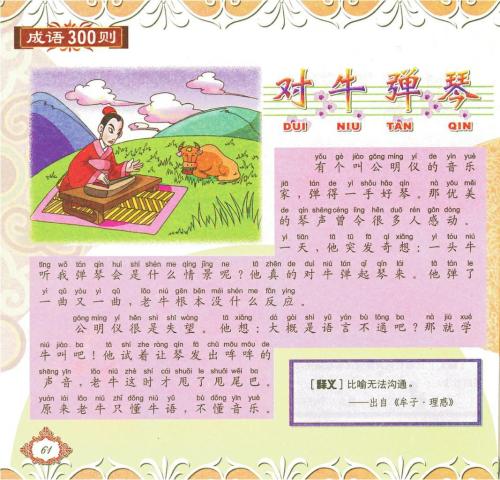 成语300则
对牛弹琴
DUI NIU TAN QIN
yǒu gè jiào gōng míng yí de yīn yuè
有个叫公明仪的音乐
jiā tán dé yì shǒu hǎo qín nà yōu měi
家，弹得一手好琴。那优美
de qín shēng céng lìng hěn duō rén gǎn dòng
的琴声曾令很多人感动。
yì tiān tā tū fā qí xiǎng yì tóu niú
一天，他突发奇想：一头牛
tīng wǒ tán qín huì shì shén me qíng jǐng ne tā zhēn de duì niú tán qǐ qín lái tā tán le
听我弹琴会是什么情景呢？他真的对牛弹起琴来。他弹了
yì qǔ yòu yì qǔ lǎo niú gēn běn méi shén me fǎn yìng
一曲又一曲，老牛根本没什么反应。
gōng míng yí hěn shì shī wàng tā xiǎng dà gài shì yǔ yán bù tōng ba nà jiù xué
公明仪很是失望。他想：大概是语言不通吧？那就学
niú jiào ba tā shì zhe ràng qín fā chū mōu mōu de
牛叫吧！他试着让琴发出哞哞的
shēng yīn lǎo niú zhè shí cái shuǎi le shuǎi wěi ba
声音，老牛这时才甩了甩尾巴。
yuán lái lǎo niú zhǐ dǒng niú yǔ bù dǒng yīn yuè
原来老牛只懂牛语，不懂音乐。
［释义］比喻无法沟通。
——出自《牟子·理惑》
61